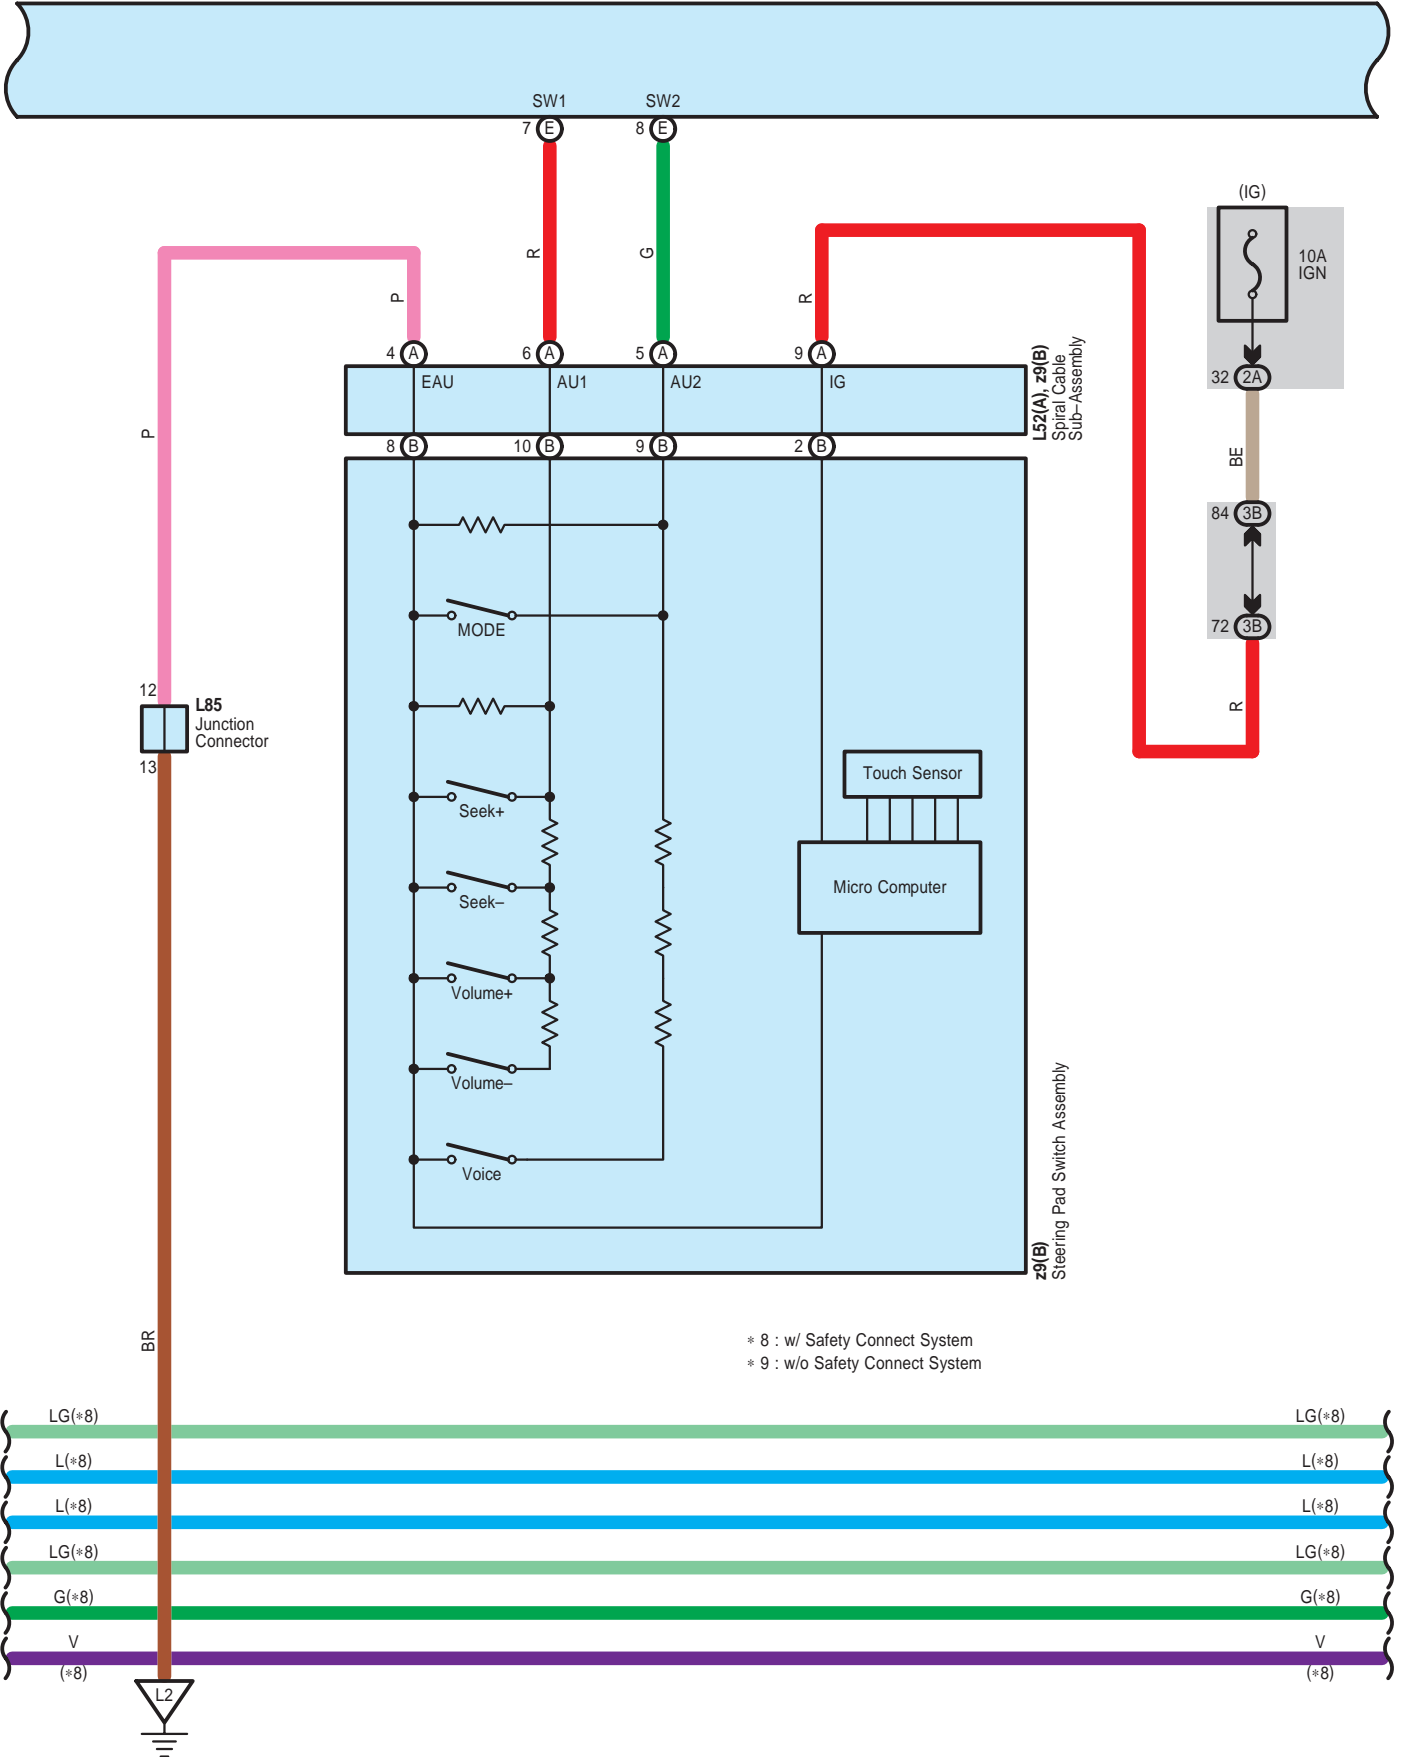 SW1
SW2
7 E
8 E
(IG)
10A
IGN
R
G
P
R
4 A
6 A
5 A
9 A
32 2A
EAU
AU1
AU2
IG
L52(A), z9(B)
Spiral Cable
Sub–Assembly
P
8 B
10 B
9 B
2 B
BE
84 3B
MODE
72 3B
12
L85
Junction
Connector
13
R
Touch Sensor
Seek+
Micro Computer
Seek–
Volume+
Volume–
Voice
z9(B)
Steering Pad Switch Assembly
BR
∗ 8 : w/ Safety Connect System
∗ 9 : w/o Safety Connect System
LG(∗8)
LG(∗8)
L(∗8)
L(∗8)
L(∗8)
L(∗8)
LG(∗8)
LG(∗8)
G(∗8)
G(∗8)
V
(∗8)
V
(∗8)
L2